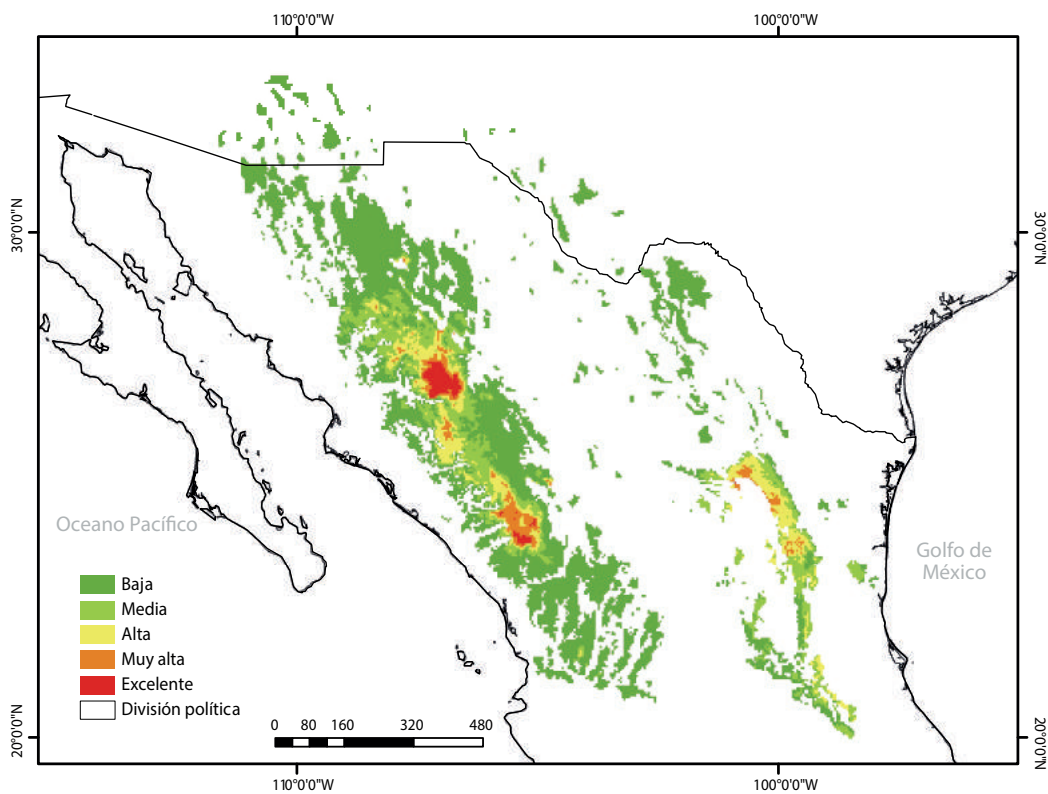 110°0'0"W
100°0'0"W
30°0'0"N
30°0'0"N
Oceano Pacífico
Golfo de
México
Baja
Media
Alta
Muy alta
Excelente
División política
0 80 160 320 480
20°0'0"N
20°0'0"N
110°0'0"W
100°0'0"W